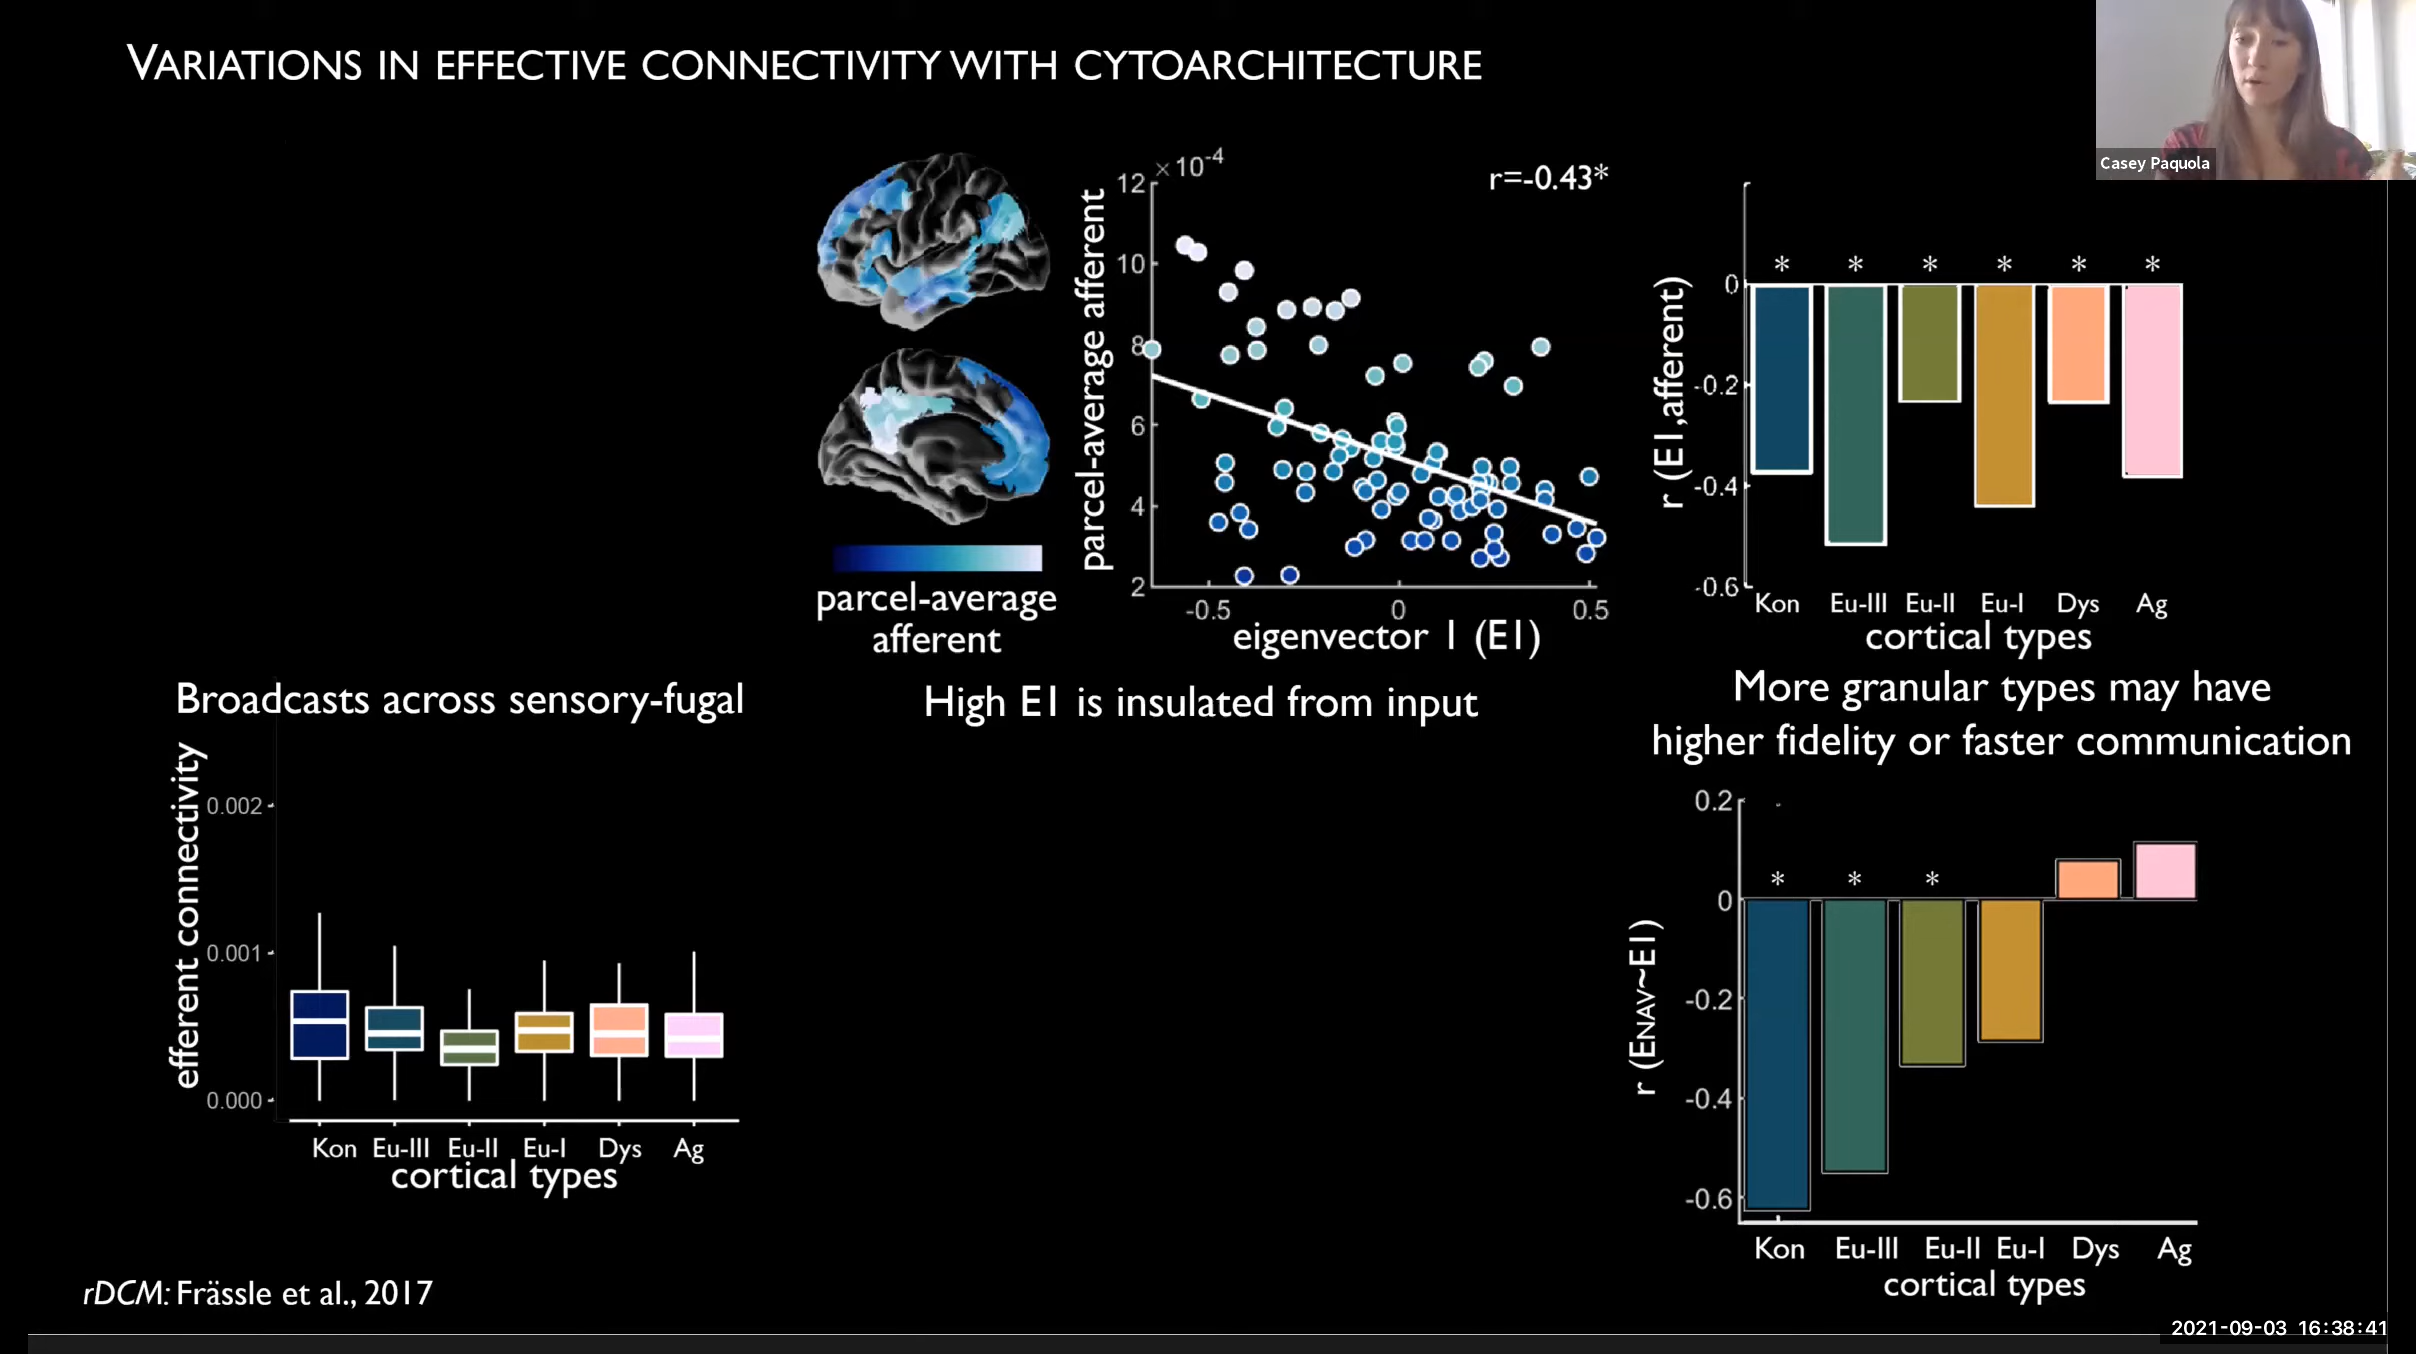 VARIATIONS IN EFFECTIVE CONNECTIVITY WITH CYTOARCHITECTURE
Casey Paquola
parcel-average
afferent
parcel-average afferent
× 10-4
12
10
8
6
4
2
r=-0.43*
-0.5
0
0.5
eigenvector 1 (E1)
r (E1,afferent)
0
-0.2
-0.4
-0.6
* * * * * *
Kon Eu-III Eu-II Eu-I Dys Ag
cortical types
Broadcasts across sensory-fugal
High E1 is insulated from input
More granular types may have
higher fidelity or faster communication
efferent connectivity
0.002
0.001
0.000
Kon Eu-III Eu-II Eu-I Dys Ag
cortical types
r (ENAV~E1)
0.2
0
-0.2
-0.4
-0.6
* * *
Kon Eu-III Eu-II Eu-I Dys Ag
cortical types
rDCM: Frässle et al., 2017
2021-09-03 16:38:41